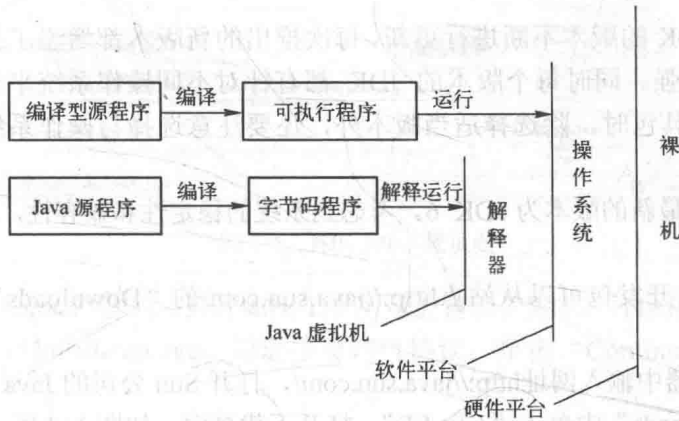 编译型源程序 编译 可执行程序 运行
Java 源程序 编译 字节码程序 解释运行
解释器
操作系统
裸机
Java 虚拟机
软件平台
硬件平台